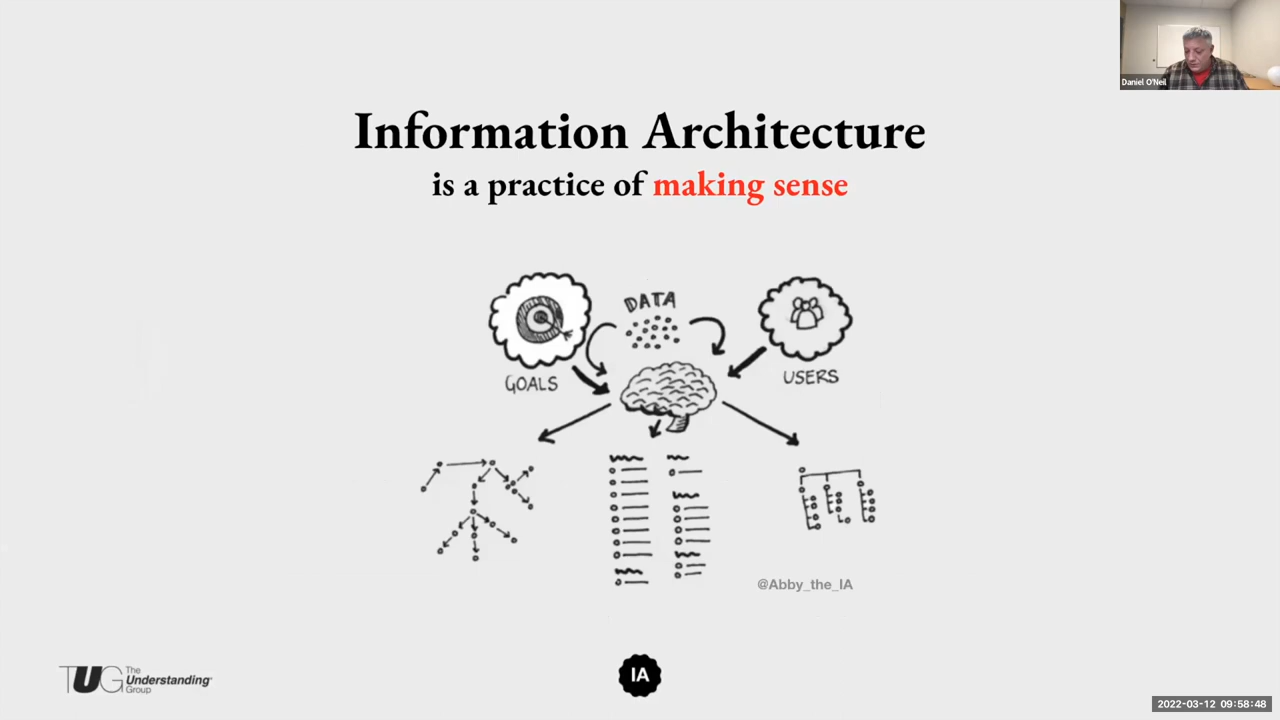 Daniel O'Neil
Information Architecture
is a practice of making sense
DATA
GOALS
USERS
@Abby_the_IA
TUG The
Understanding
Group
IA
2022-03-12 09:58:48